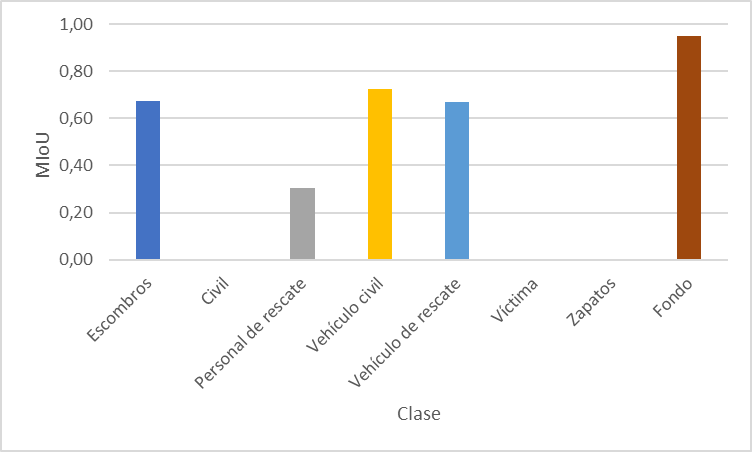 1,00
0,80
0,60
0,40
0,20
0,00
MIoU
Escombros
Civil
Personal de rescate
Vehículo civil
Vehículo de rescate
Víctima
Zapatos
Fondo
Clase